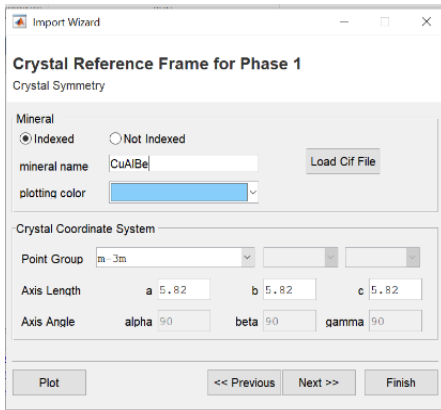 Import Wizard
Crystal Reference Frame for Phase 1
Crystal Symmetry
Mineral
Indexed Not Indexed
mineral name CuAlBe Load Cif File
plotting color
Crystal Coordinate System
Point Group m-3m
Axis Length a 5.82 b 5.82 c 5.82
Axis Angle alpha 90 beta 90 gamma 90
Plot << Previous Next >> Finish